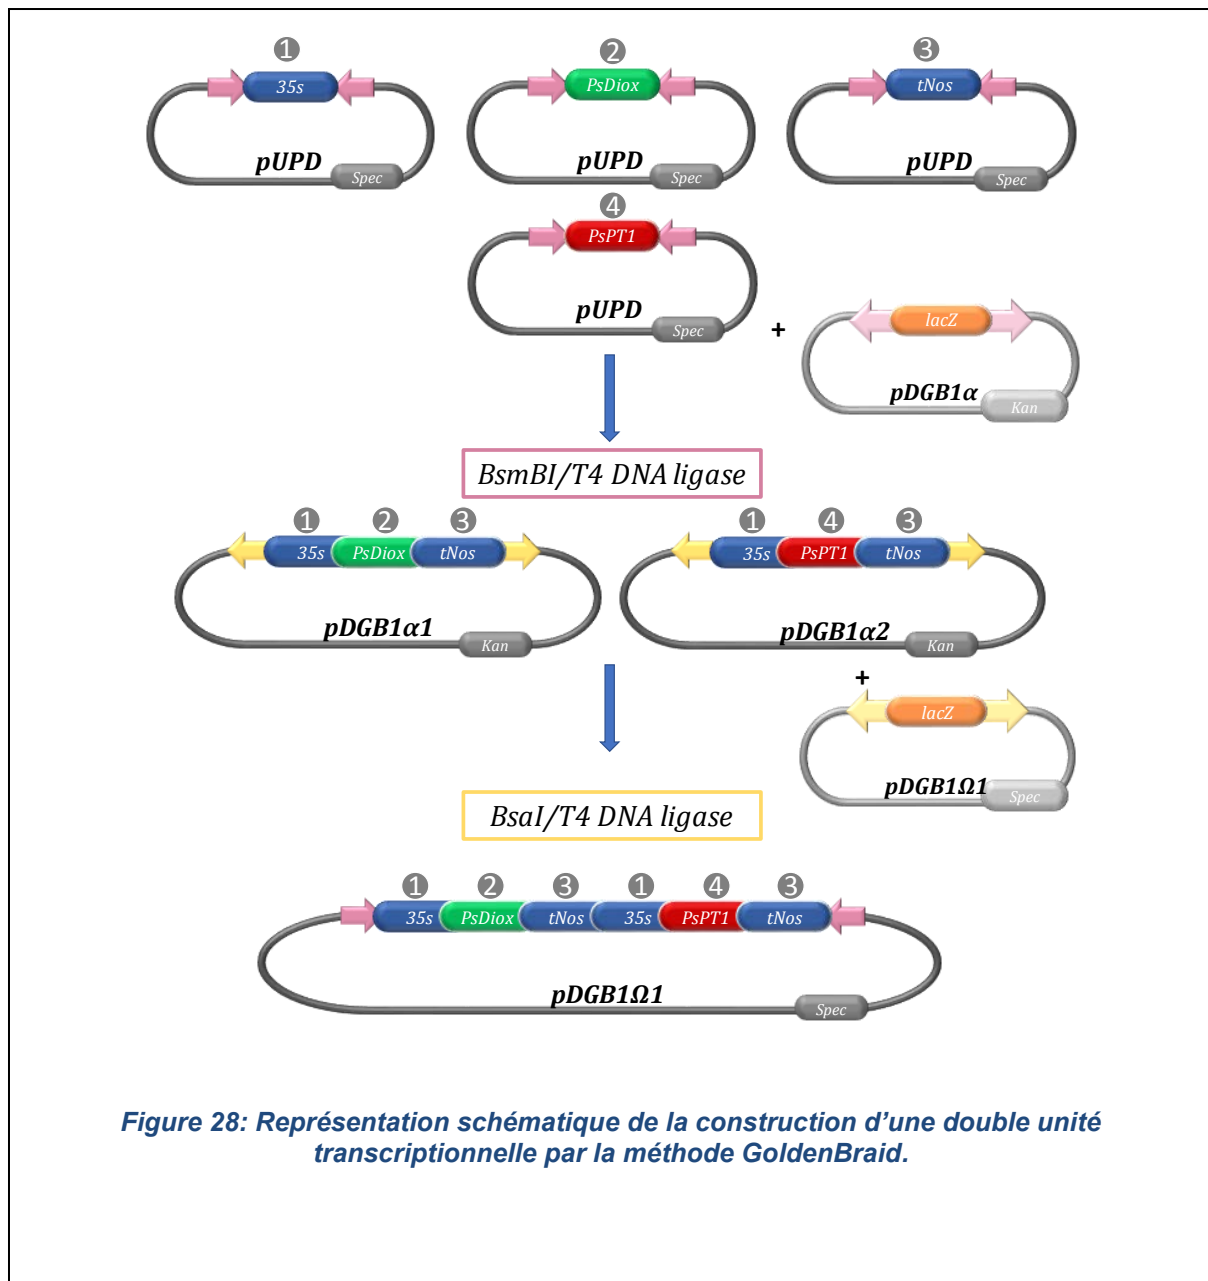 1 2 3
35s PsDiox tNos
pUPD pUPD pUPD
Spec Spec Spec
4
PsPT1
pUPD
Spec
+
lacZ
pDGB1α
Kan
BsmBI/T4 DNA ligase
1 2 3 1 4 3
35s PsDiox tNos 35s PsPT1 tNos
pDGB1α1 pDGB1α2
Kan Kan
+
lacZ
pDGB1Ω1
Spec
BsaI/T4 DNA ligase
1 2 3 1 4 3
35s PsDiox tNos 35s PsPT1 tNos
pDGB1Ω1
Spec
Figure 28: Représentation schématique de la construction d’une double unité
transcriptionnelle par la méthode GoldenBraid.